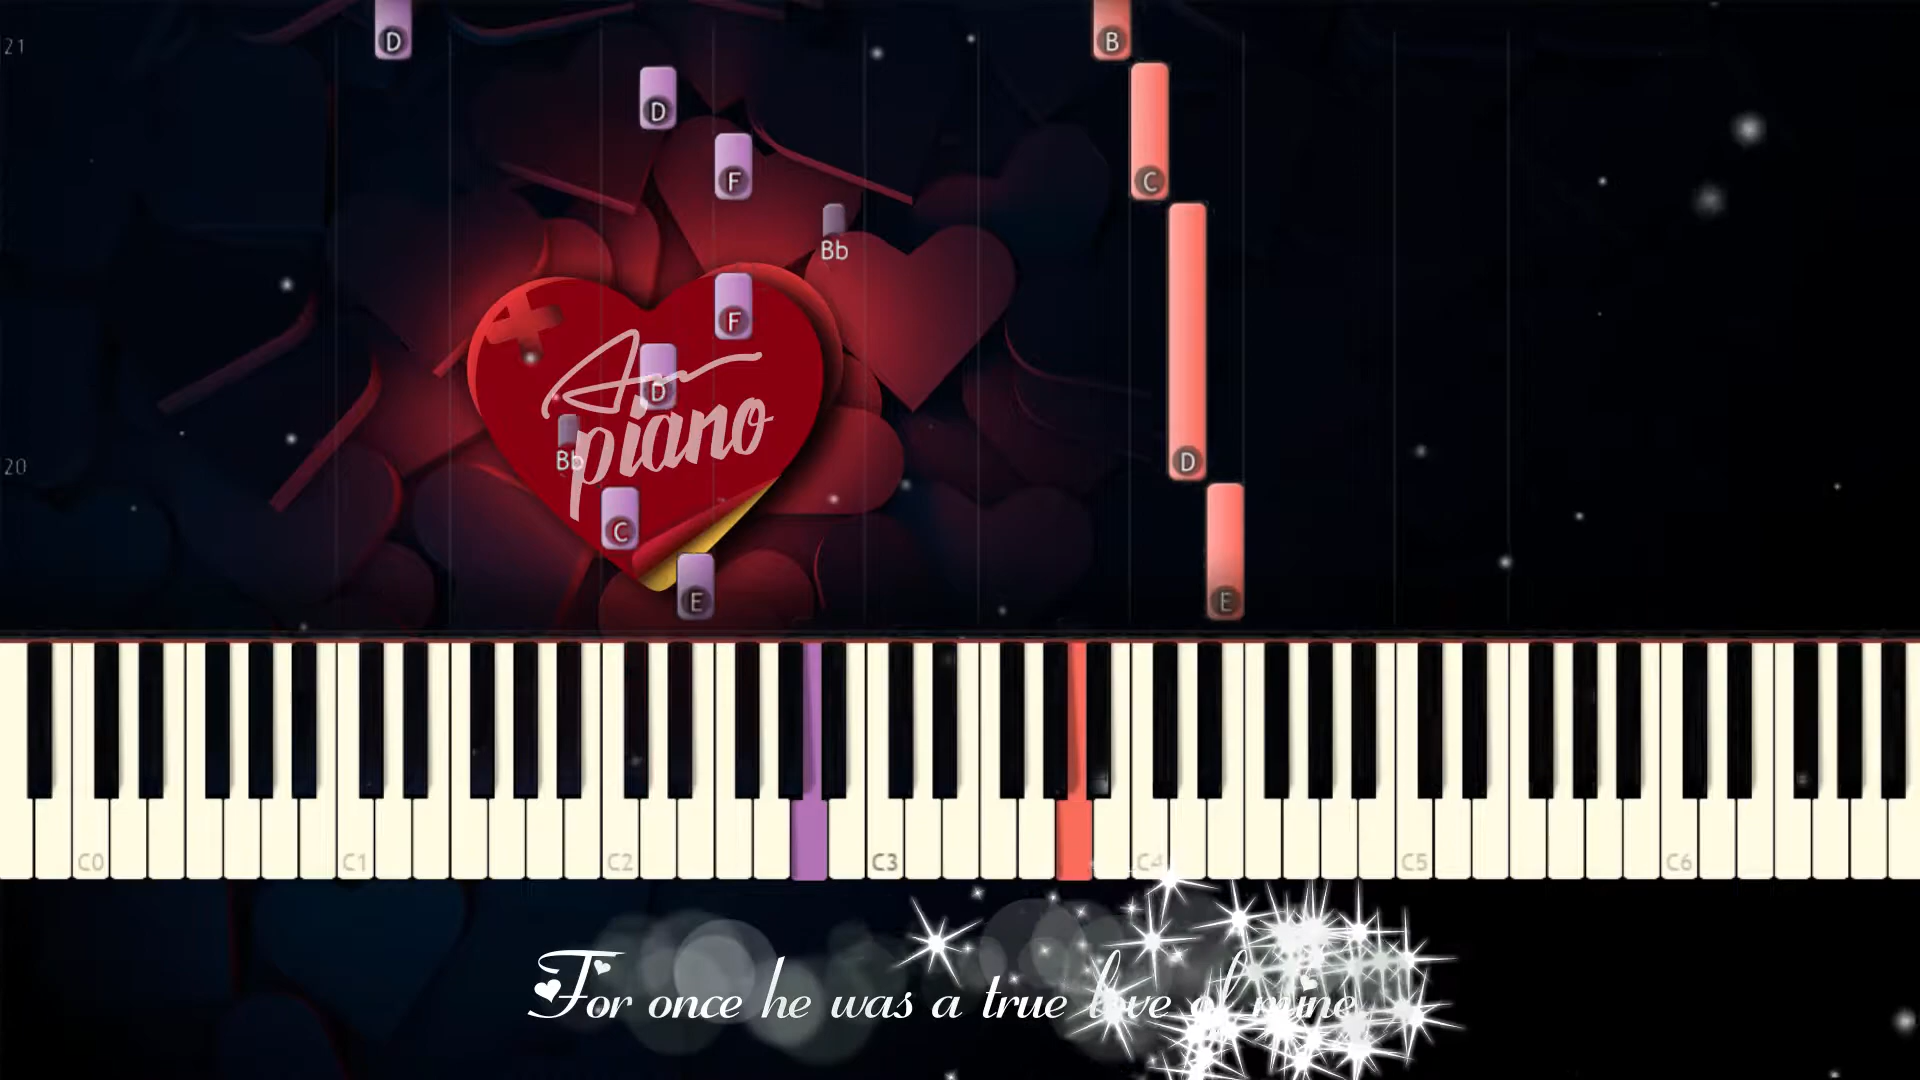 21
D
B
D
F
C
Bb
F
D
D
Bb
20
C
E
E
An
piano
C0 C1 C2 C3 C4 C5 C6
For once he was a true love of mine